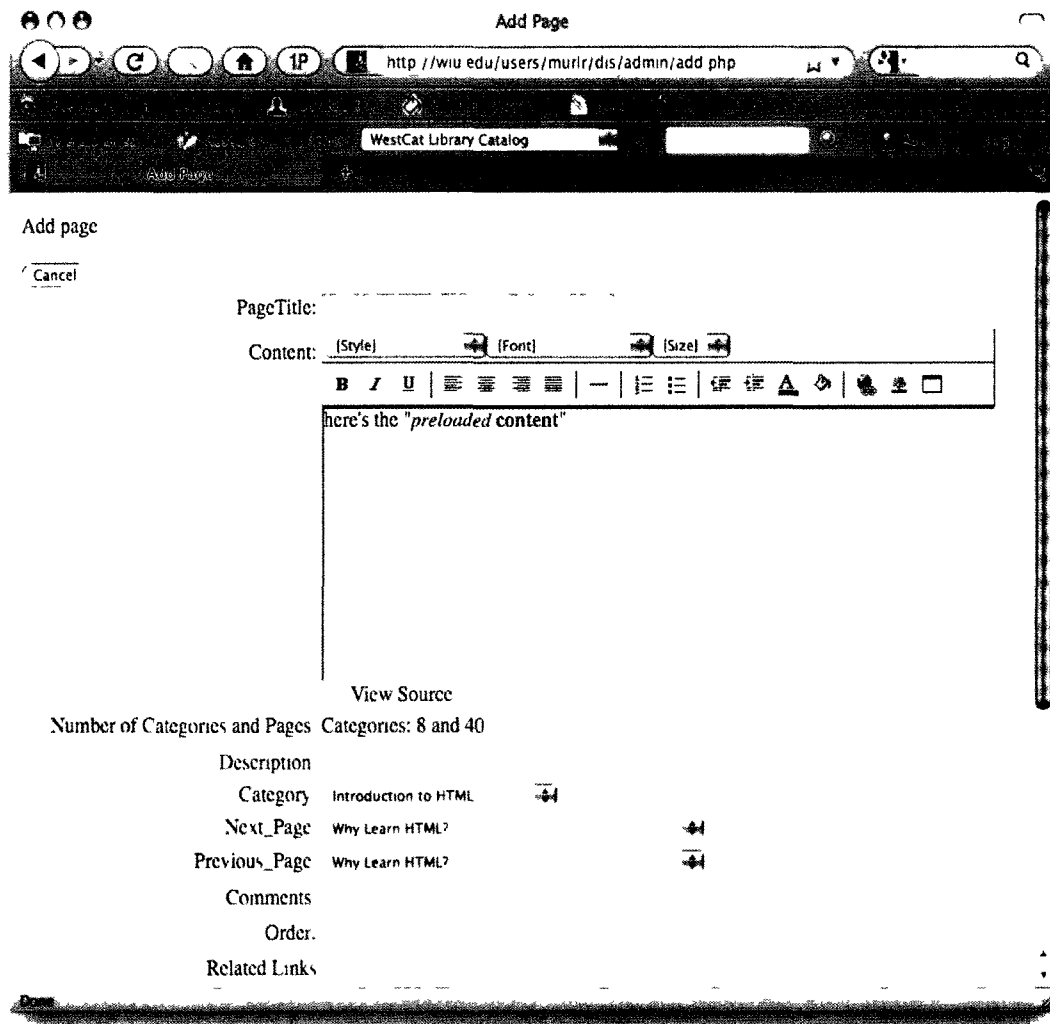 Add Page
1P http //wiu edu/users/murlr/dis/admin/add php
WestCat Library Catalog
Add Page
Add page
Cancel
PageTitle:
Content: (Style) (Font) (Size)
B I U A
here's the "preloaded content"
View Source
Number of Categories and Pages Categories: 8 and 40
Description
Category Introduction to HTML
Next_Page Why Learn HTML?
Previous_Page Why Learn HTML?
Comments
Order.
Related Links
Done